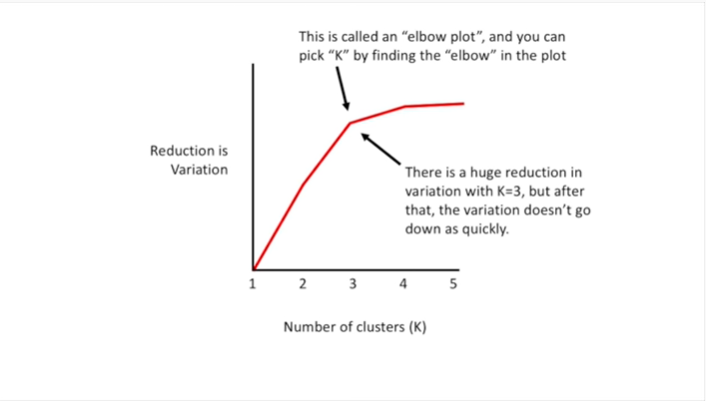 This is called an “elbow plot”, and you can
pick “K” by finding the “elbow” in the plot
Reduction is
Variation
There is a huge reduction in
variation with K=3, but after
that, the variation doesn’t go
down as quickly.
1 2 3 4 5
Number of clusters (K)